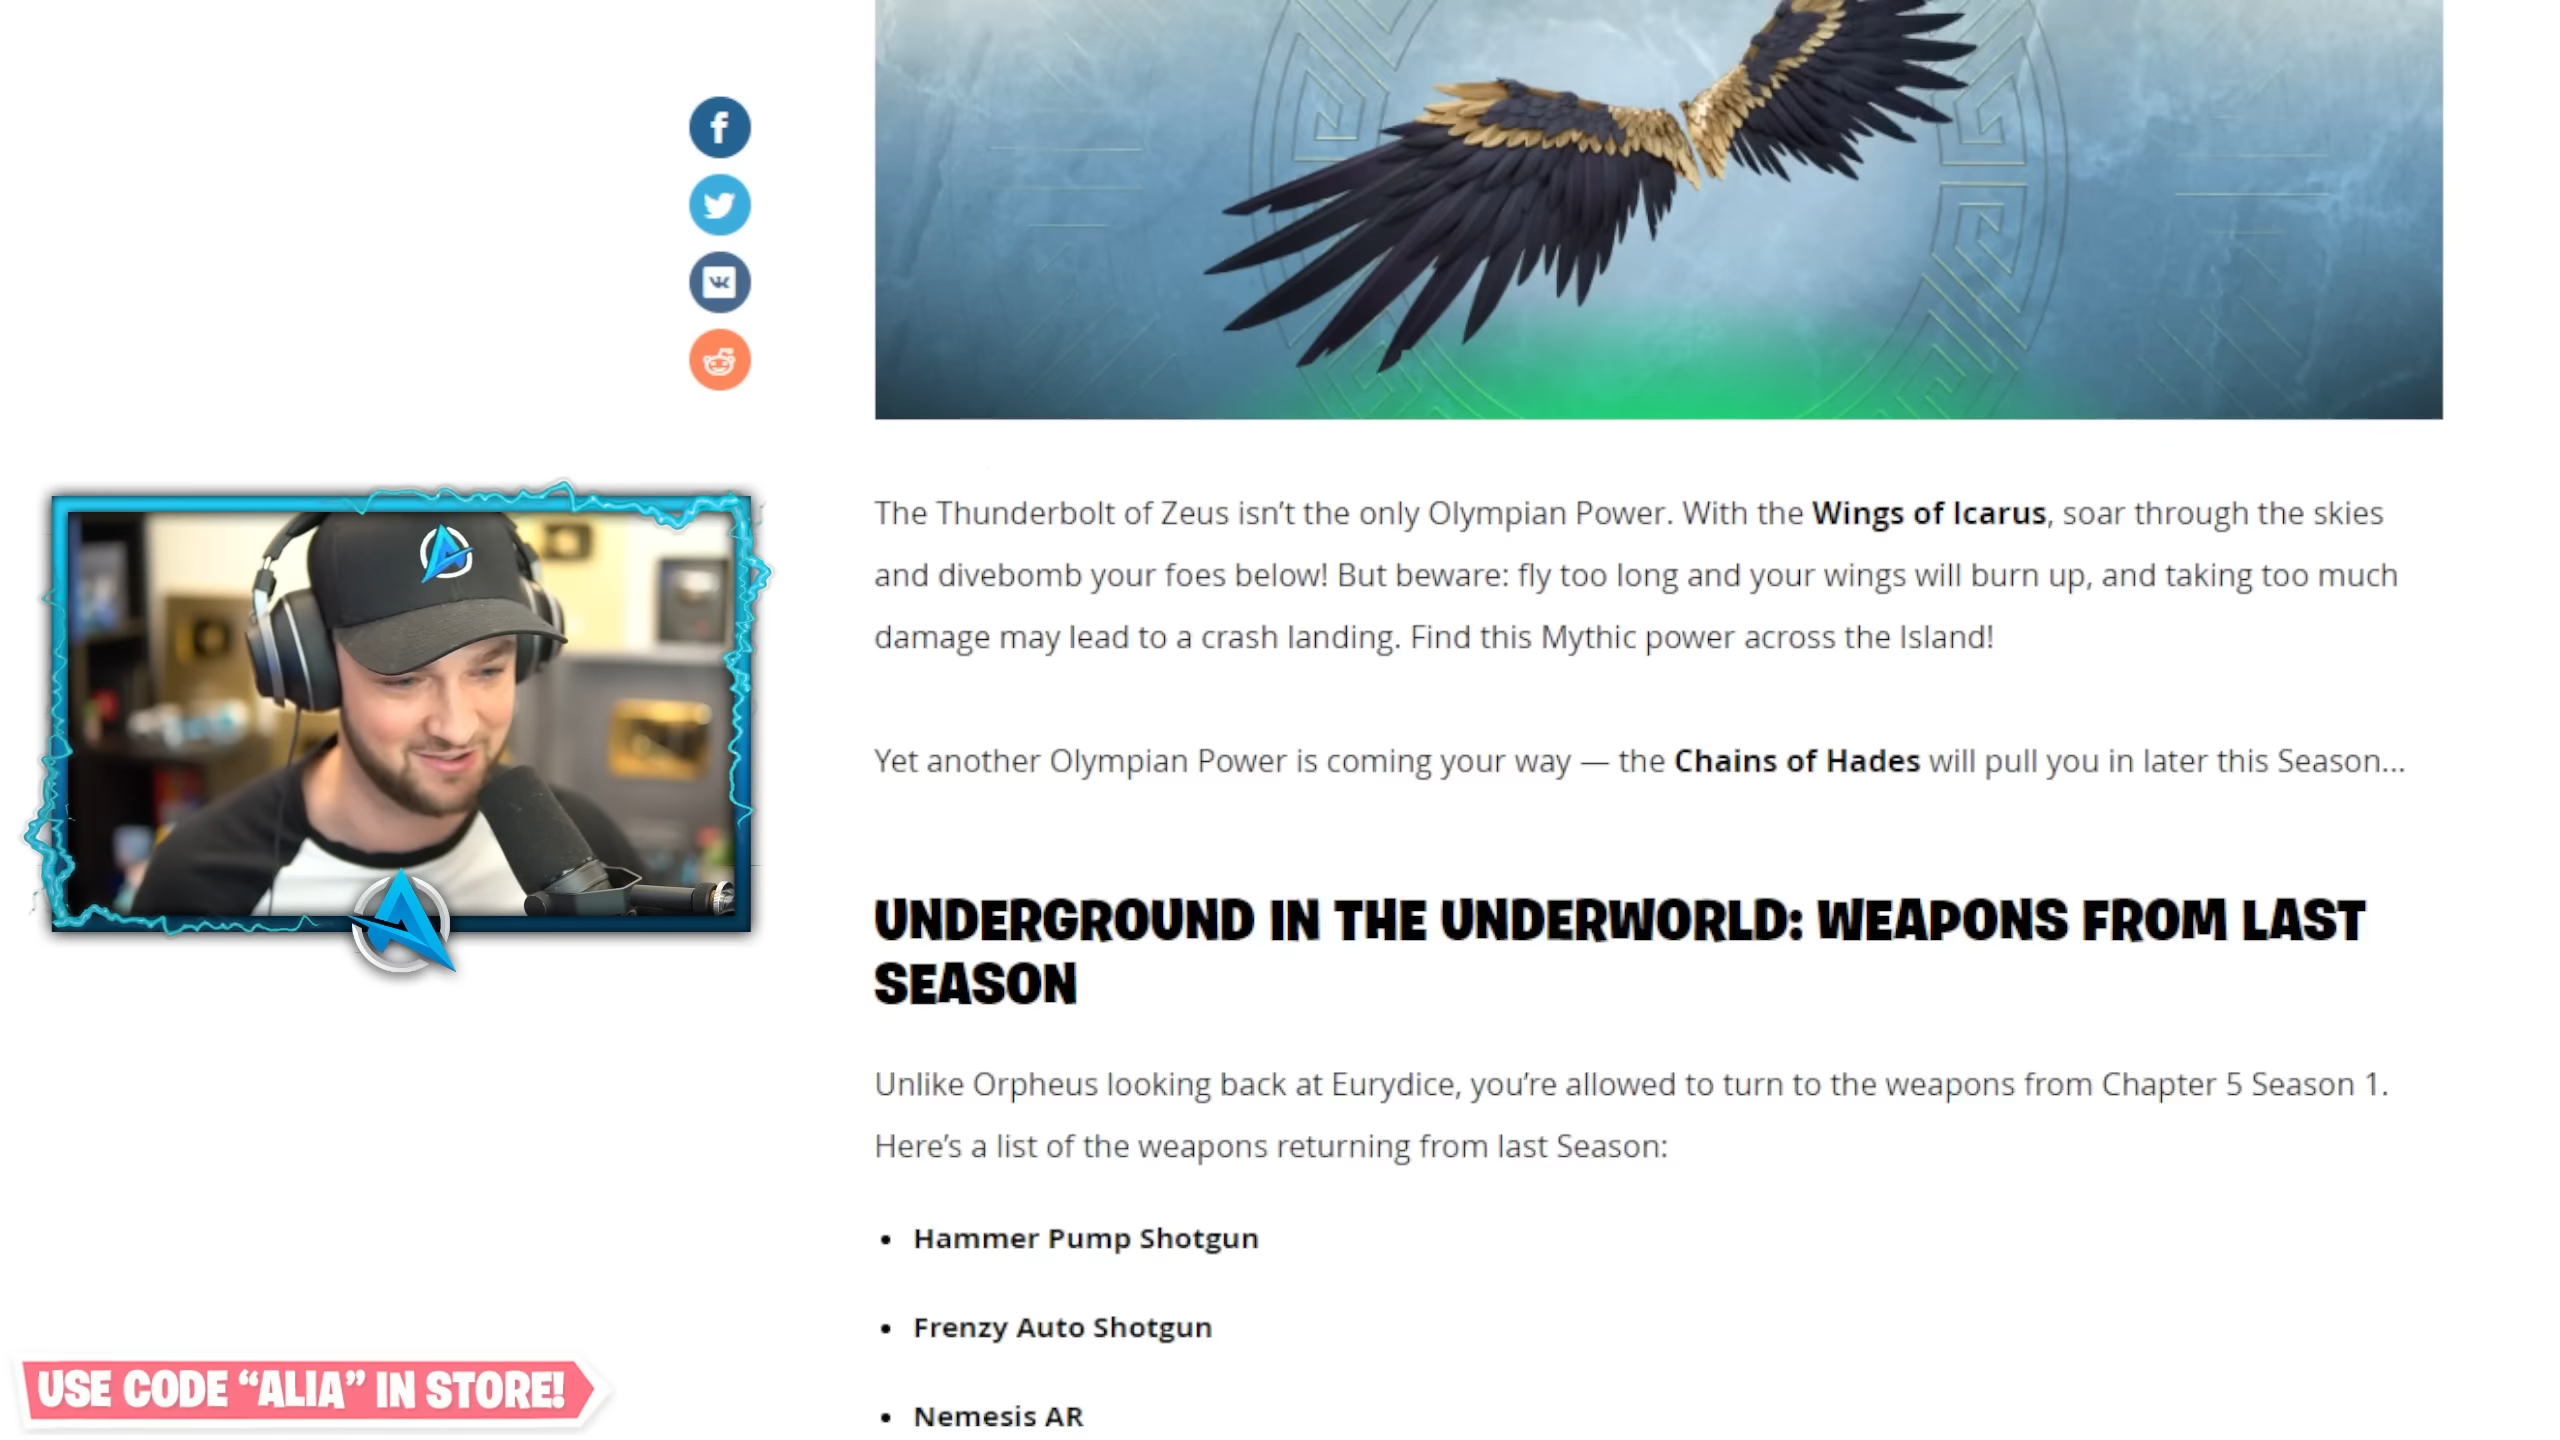 The Thunderbolt of Zeus isn’t the only Olympian Power. With the Wings of Icarus, soar through the skies
and divebomb your foes below! But beware: fly too long and your wings will burn up, and taking too much
damage may lead to a crash landing. Find this Mythic power across the Island!
Yet another Olympian Power is coming your way — the Chains of Hades will pull you in later this Season...
UNDERGROUND IN THE UNDERWORLD: WEAPONS FROM LAST
SEASON
Unlike Orpheus looking back at Eurydice, you’re allowed to turn to the weapons from Chapter 5 Season 1.
Here’s a list of the weapons returning from last Season:
• Hammer Pump Shotgun
• Frenzy Auto Shotgun
• Nemesis AR
USE CODE “ALIA” IN STORE!